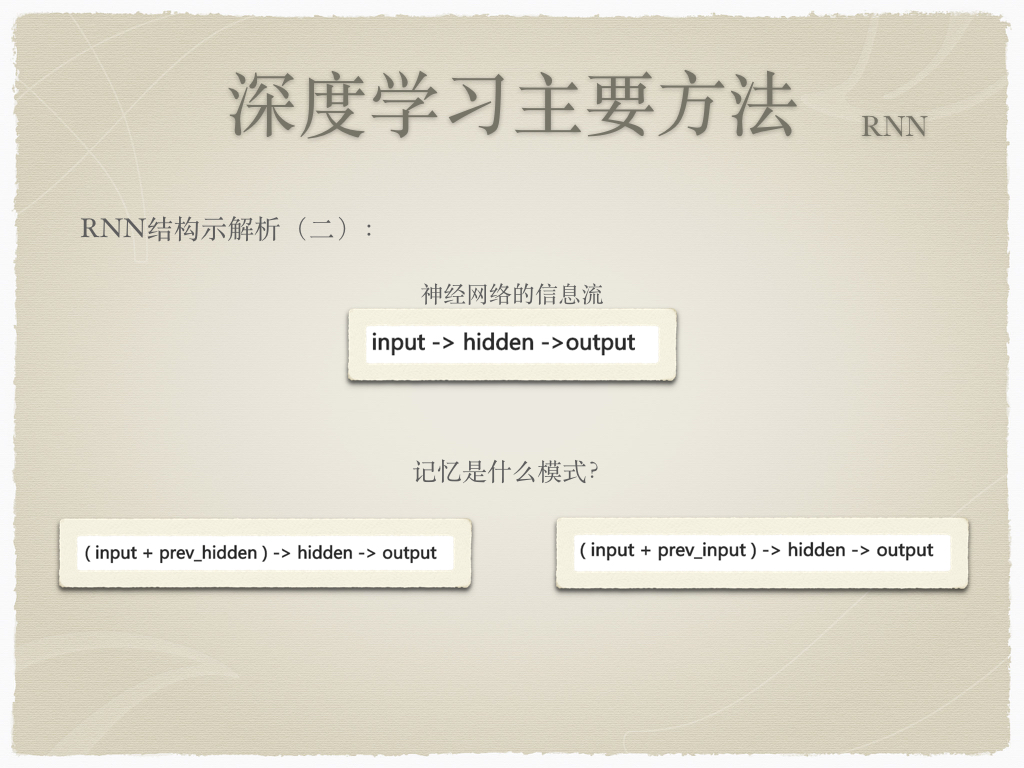 深度学习主要方法
RNN
RNN结构示解析（二）：
神经网络的信息流
input -> hidden ->output
记忆是什么模式?
( input + prev_hidden ) -> hidden -> output
( input + prev_input ) -> hidden -> output